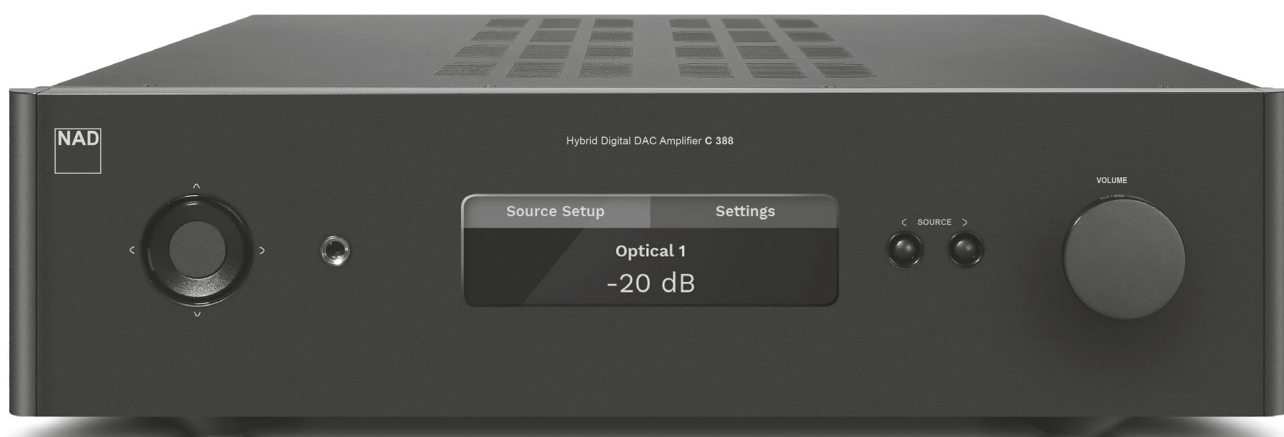 NAD
Hybrid Digital DAC Amplifier C 388
VOLUME
Source Setup Settings
< SOURCE >
Optical 1
-20 dB